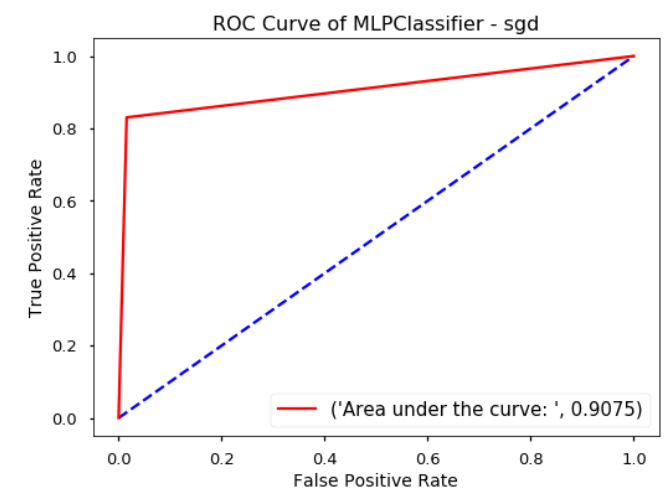 ROC Curve of MLPClassifier - sgd
True Positive Rate
1.0
0.8
0.6
0.4
0.2
0.0
('Area under the curve: ', 0.9075)
0.0 0.2 0.4 0.6 0.8 1.0
False Positive Rate